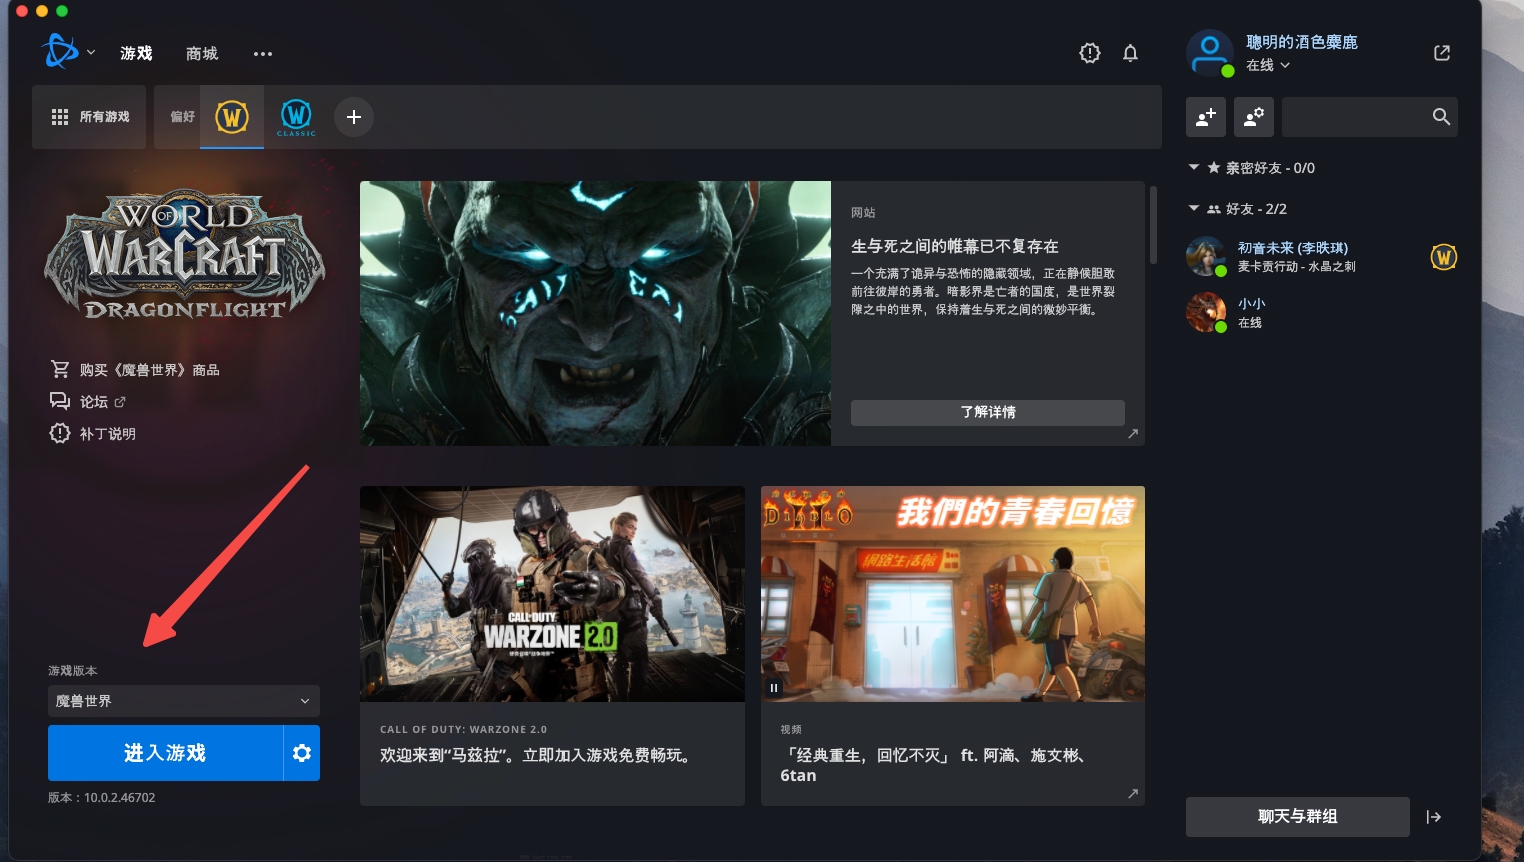 游戏
商城
所有游戏
偏好
W
W
CLASSIC
聰明的酒色麋鹿
在线
亲密好友 - 0/0
好友 - 2/2
初音未来 (李昳琪)
麦卡贡行动 - 水晶之刺
W
小小
在线
WORLD
OF
WARCRAFT
DRAGONFLIGHT
购买《魔兽世界》商品
论坛
补丁说明
网站
生与死之间的帷幕已不复存在
一个充满了诡异与恐怖的隐藏领域，正在静候胆敢
前往彼岸的勇者。暗影界是亡者的国度，是世界裂
隙之中的世界，保持着生与死之间的微妙平衡。
了解详情
CALL OF DUTY
WARZONE 2.0
CALL OF DUTY: WARZONE 2.0
欢迎来到“马兹拉”。立即加入游戏免费畅玩。
DIABLO
II
我們的青春回憶
網路生活館
视频
「经典重生，回忆不灭」 ft. 阿滴、施文彬、
6tan
游戏版本
魔兽世界
进入游戏
版本：10.0.2.46702
聊天与群组